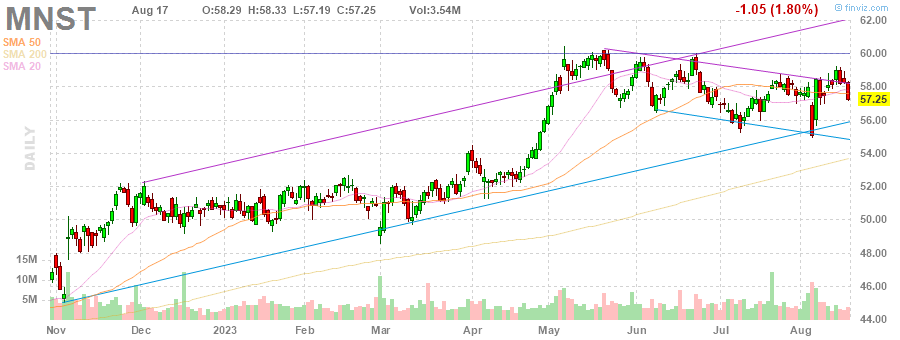 MNST Aug 17 O:58.29 H:58.33 L:57.19 C:57.25 Vol:3.54M -1.05 (1.80%) © finviz.com
SMA 50
SMA 200
SMA 20
DAILY
62.00
60.00
58.00
57.25
56.00
54.00
52.00
50.00
48.00
46.00
44.00
15M
10M
5M
Nov Dec 2023 Feb Mar Apr May Jun Jul Aug